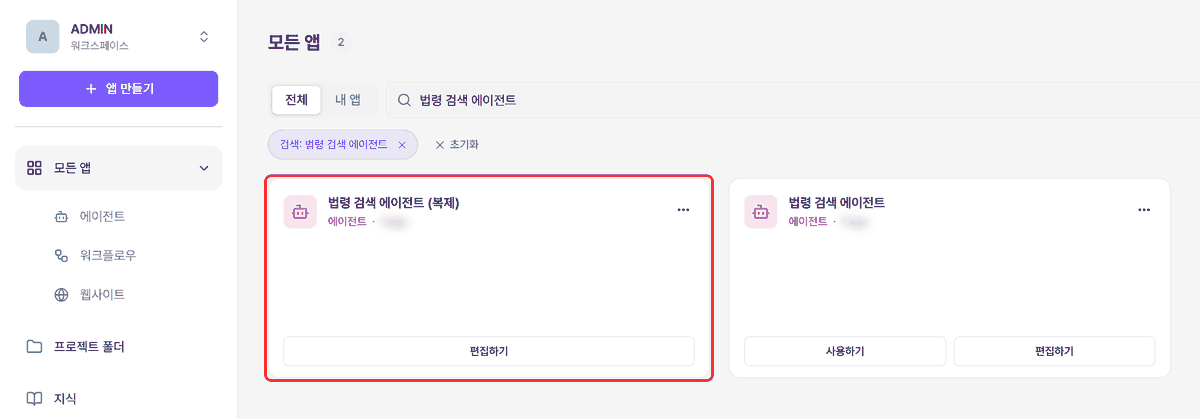 A
ADMIN
워크스페이스
+ 앱 만들기
모든 앱
에이전트
워크플로우
웹사이트
프로젝트 폴더
지식
모든 앱 2
전체 내 앱 법령 검색 에이전트
검색: 법령 검색 에이전트 × × 초기화
법령 검색 에이전트 (복제) ···
에이전트 ·
편집하기
법령 검색 에이전트 ···
에이전트 ·
사용하기 편집하기